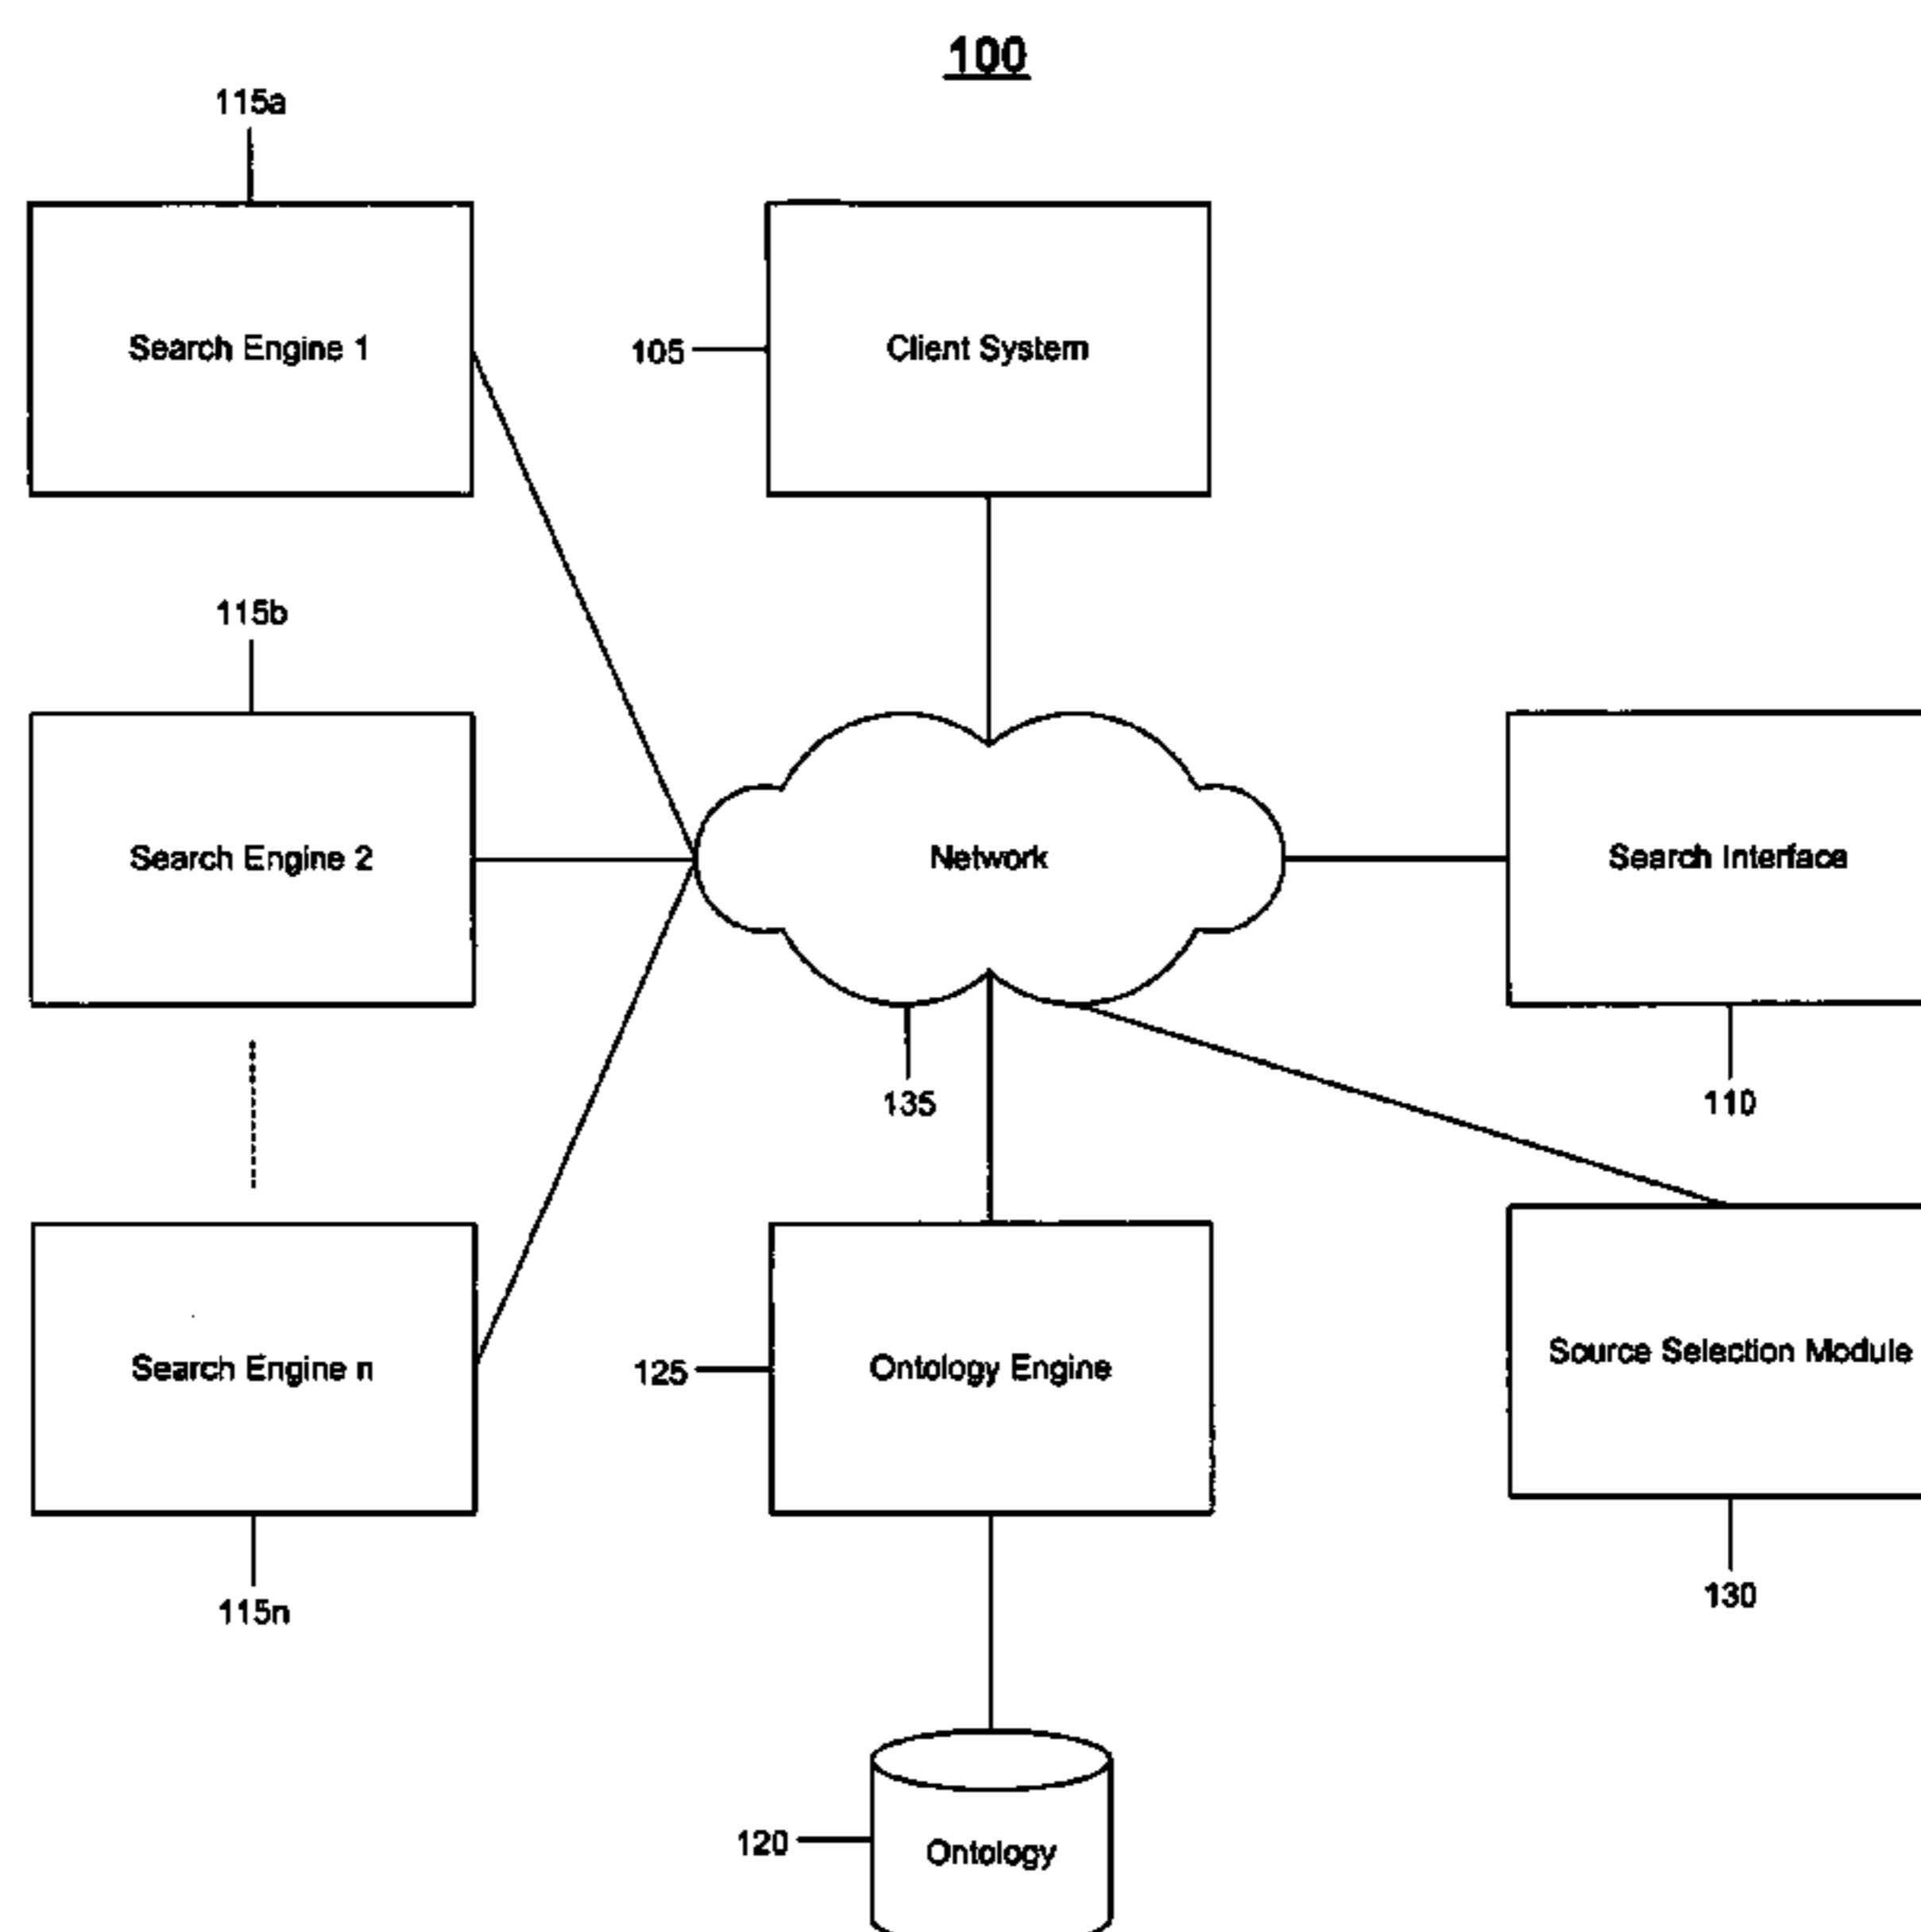 100
115a
Search Engine 1
105
Client System
115b
Search Engine 2
Network
Search Interface
135
110
Search Engine n
125
Ontology Engine
Source Selection Module
115n
130
120
Ontology